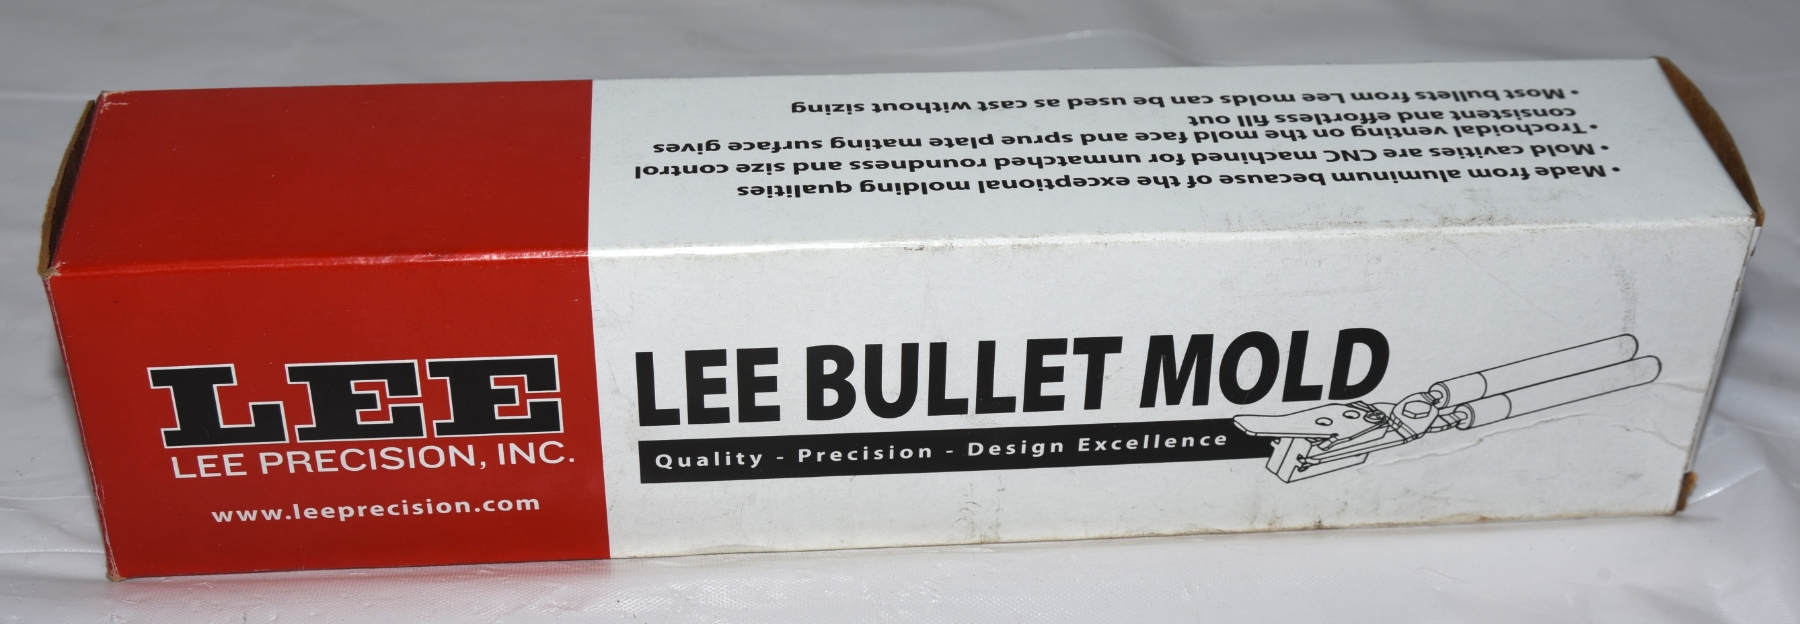 • Made from aluminum because of the exceptional molding qualities
• Mold cavities are CNC machined for unmatched roundness and size control
• Trochoidal venting on the mold face and sprue plate mating surface gives
consistent and effortless fill out
• Most bullets from Lee molds can be used as cast without sizing
LEE
LEE PRECISION, INC.
www.leeprecision.com
LEE BULLET MOLD
Quality - Precision - Design Excellence